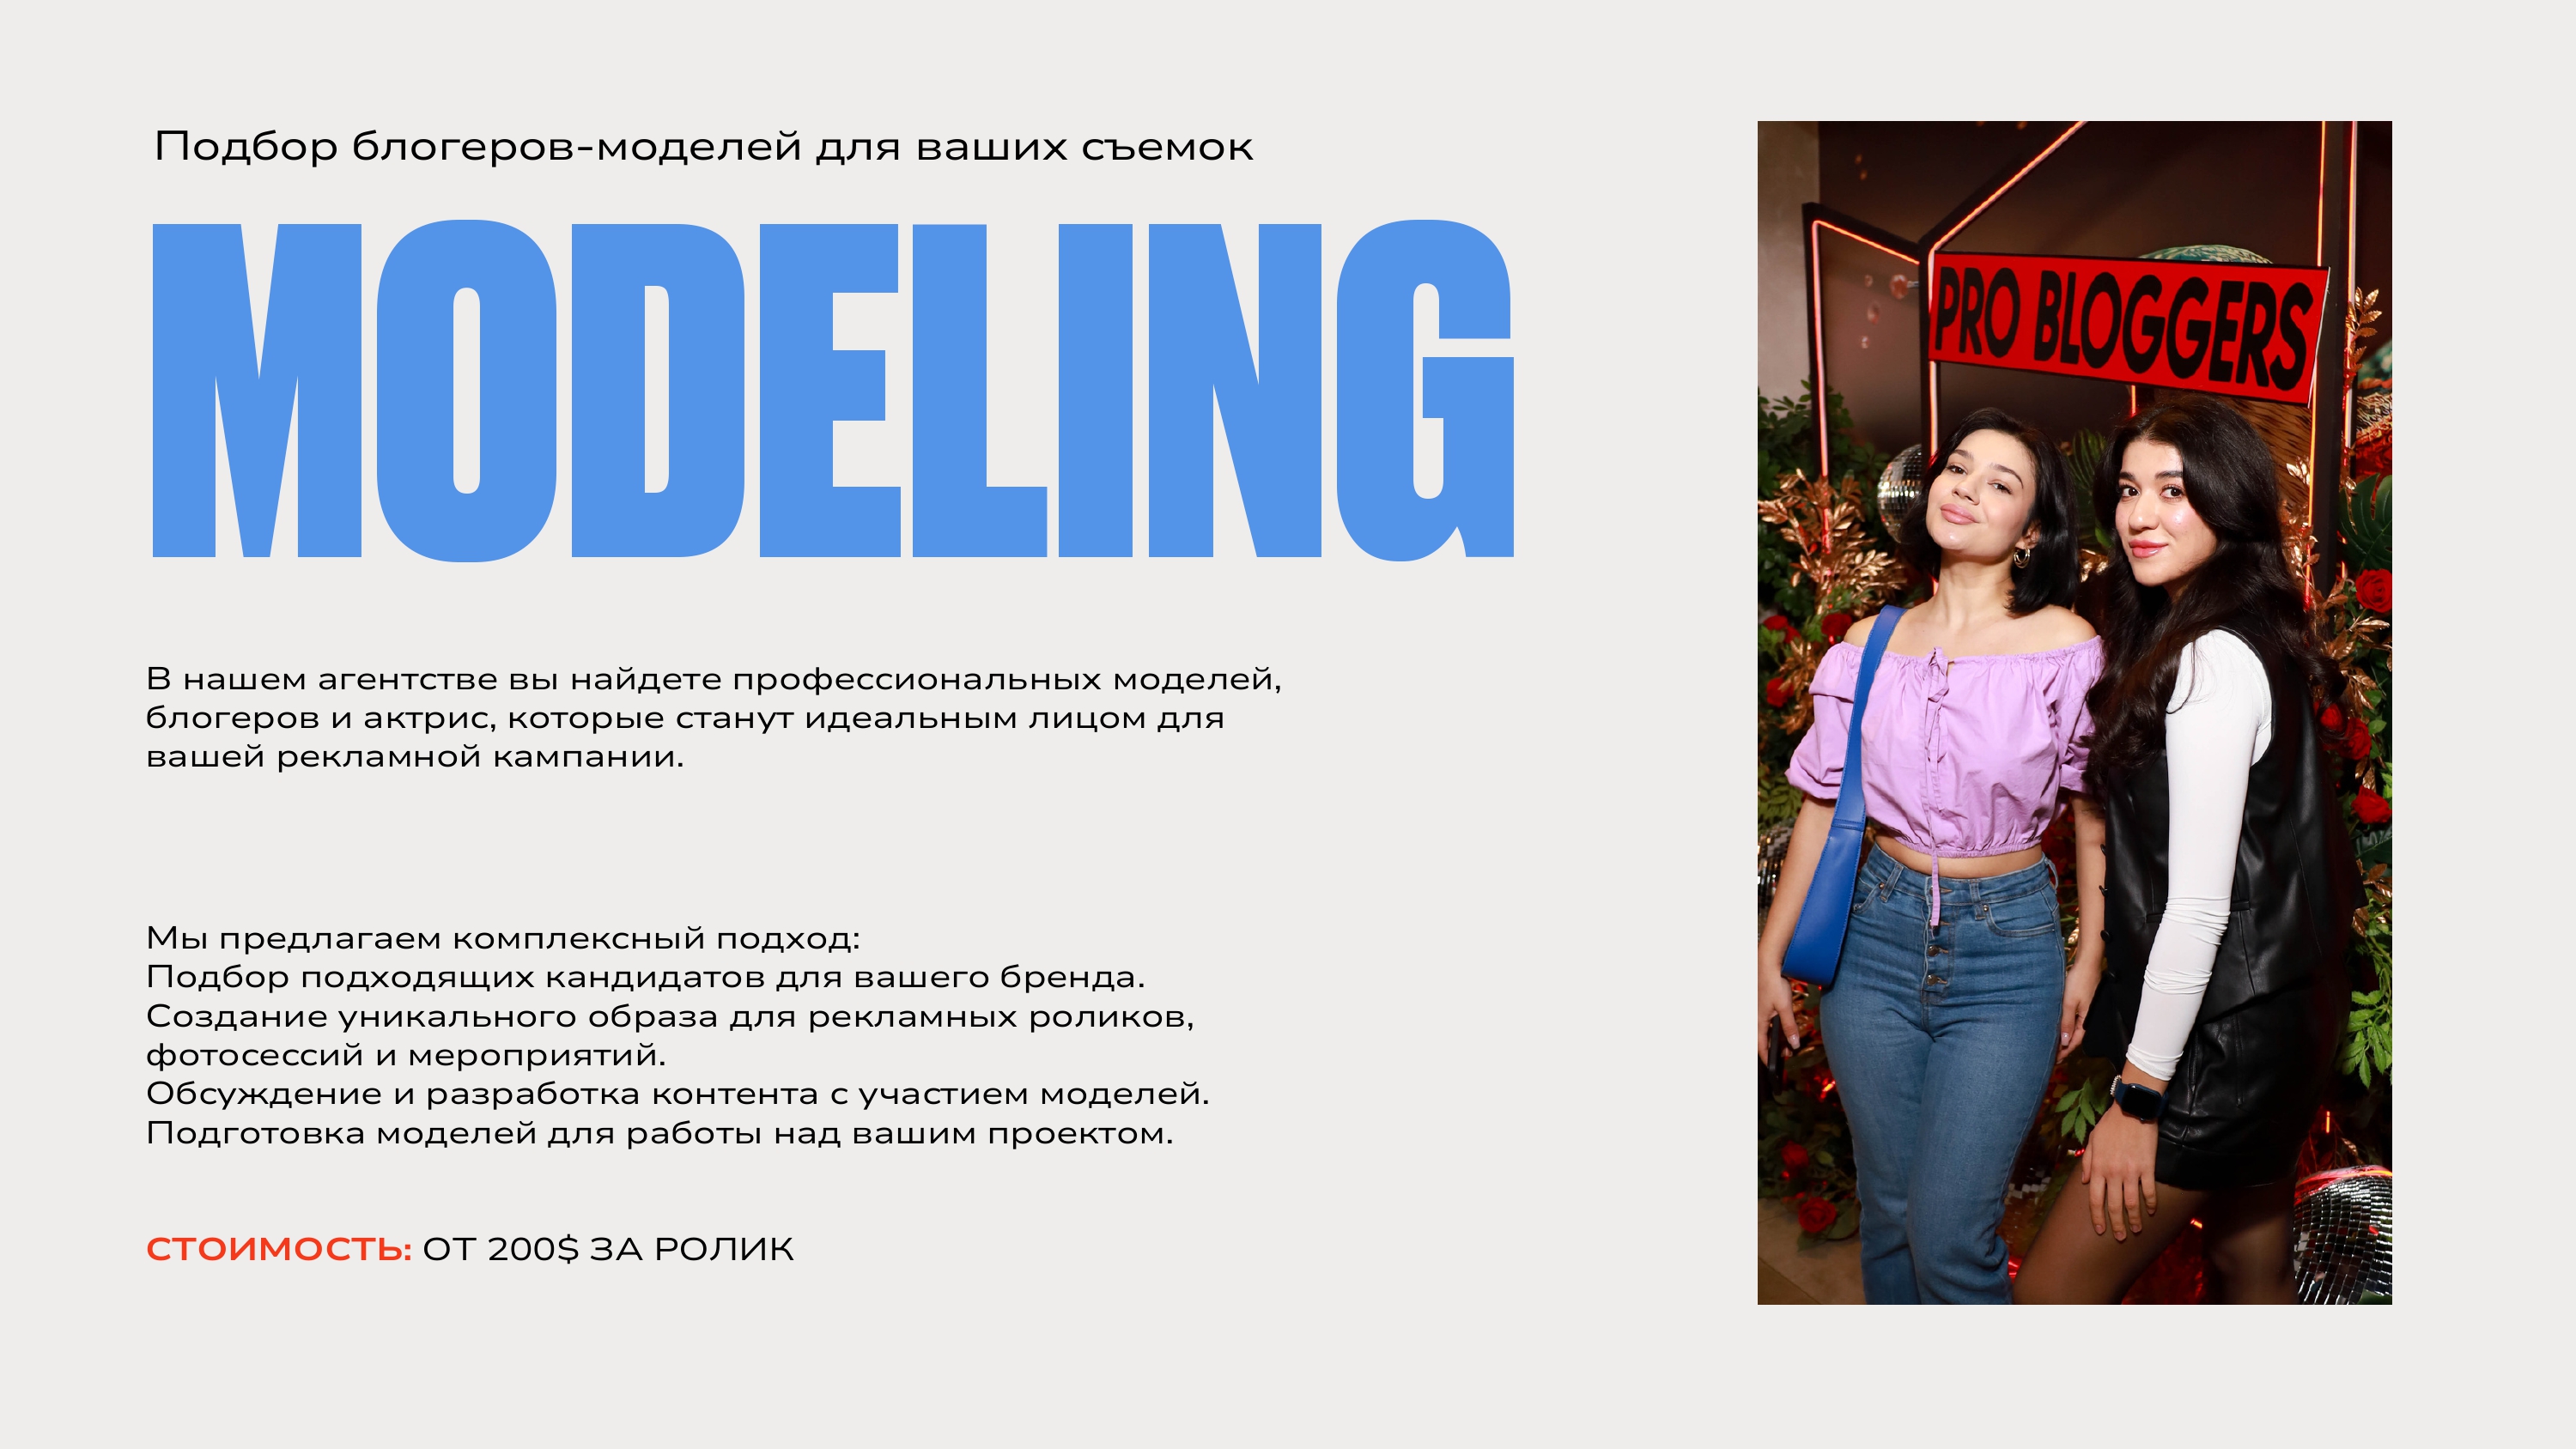 Подбор блогеров-моделей для ваших съемок
MODELING
В нашем агентстве вы найдете профессиональных моделей,
блогеров и актрис, которые станут идеальным лицом для
вашей рекламной кампании.
Мы предлагаем комплексный подход:
Подбор подходящих кандидатов для вашего бренда.
Создание уникального образа для рекламных роликов,
фотосессий и мероприятий.
Обсуждение и разработка контента с участием моделей.
Подготовка моделей для работы над вашим проектом.
СТОИМОСТЬ: ОТ 200$ ЗА РОЛИК
PRO BLOGGERS